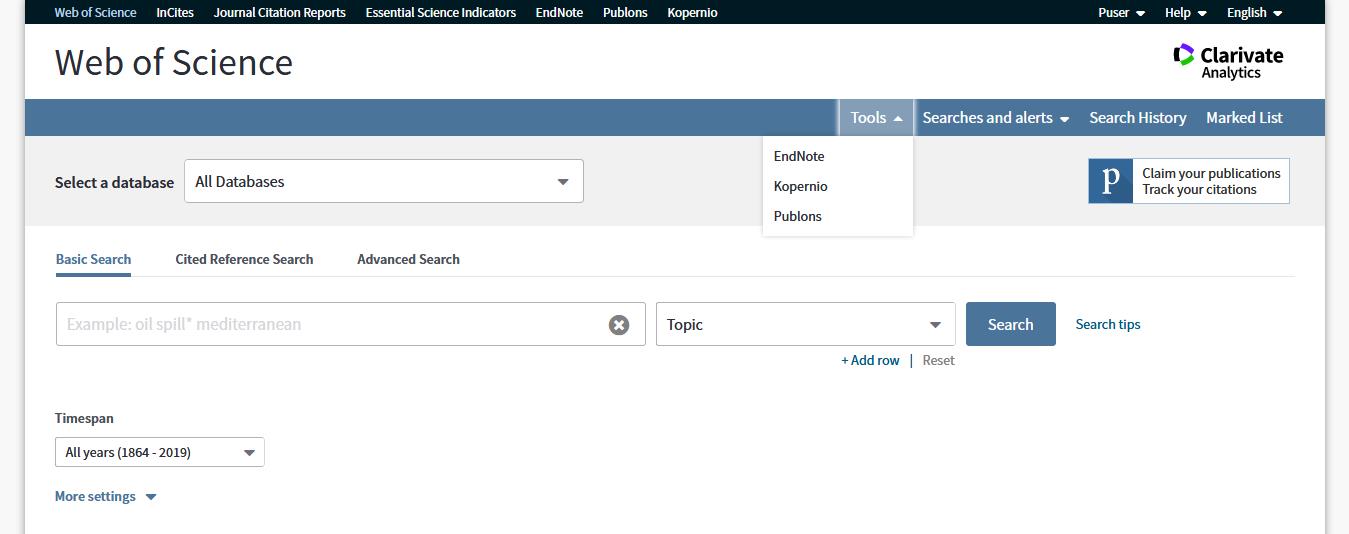 Web of Science InCites Journal Citation Reports Essential Science Indicators EndNote Publons Kopernio Puser Help English
Web of Science
Clarivate
Analytics
Tools Searches and alerts Search History Marked List
EndNote
Kopernio
Publons
Select a database All Databases
p Claim your publications
Track your citations
Basic Search Cited Reference Search Advanced Search
Example: oil spill* mediterranean Topic Search Search tips
+ Add row | Reset
Timespan
All years (1864 - 2019)
More settings